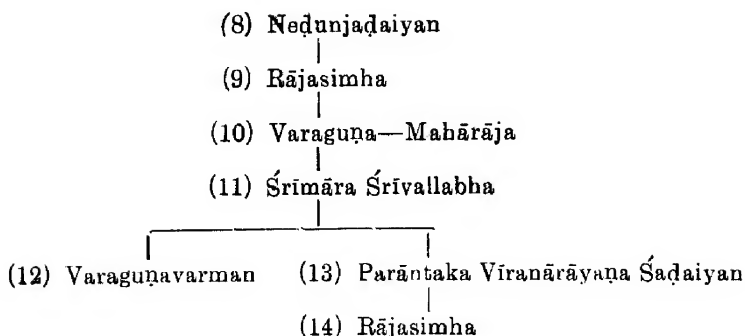 (8) Neḍunjaḍaiyan
(9) Rājasimha
(10) Varaguṇa—Mahārāja
(11) Śrīmāra Śrīvallabha
(12) Varaguṇavarman (13) Parāntaka Vīranārāyaṇa Śaḍaiyan
(14) Rājasimha